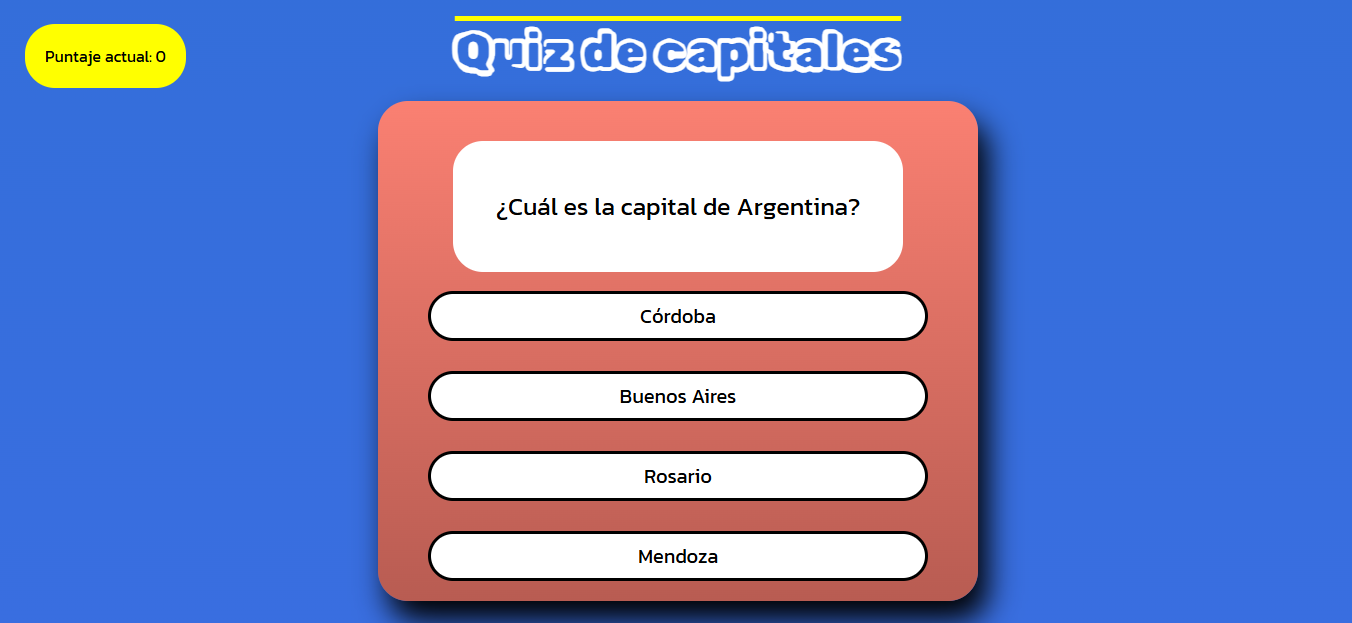 Puntaje actual: 0
Quiz de capitales
¿Cuál es la capital de Argentina?
Córdoba
Buenos Aires
Rosario
Mendoza